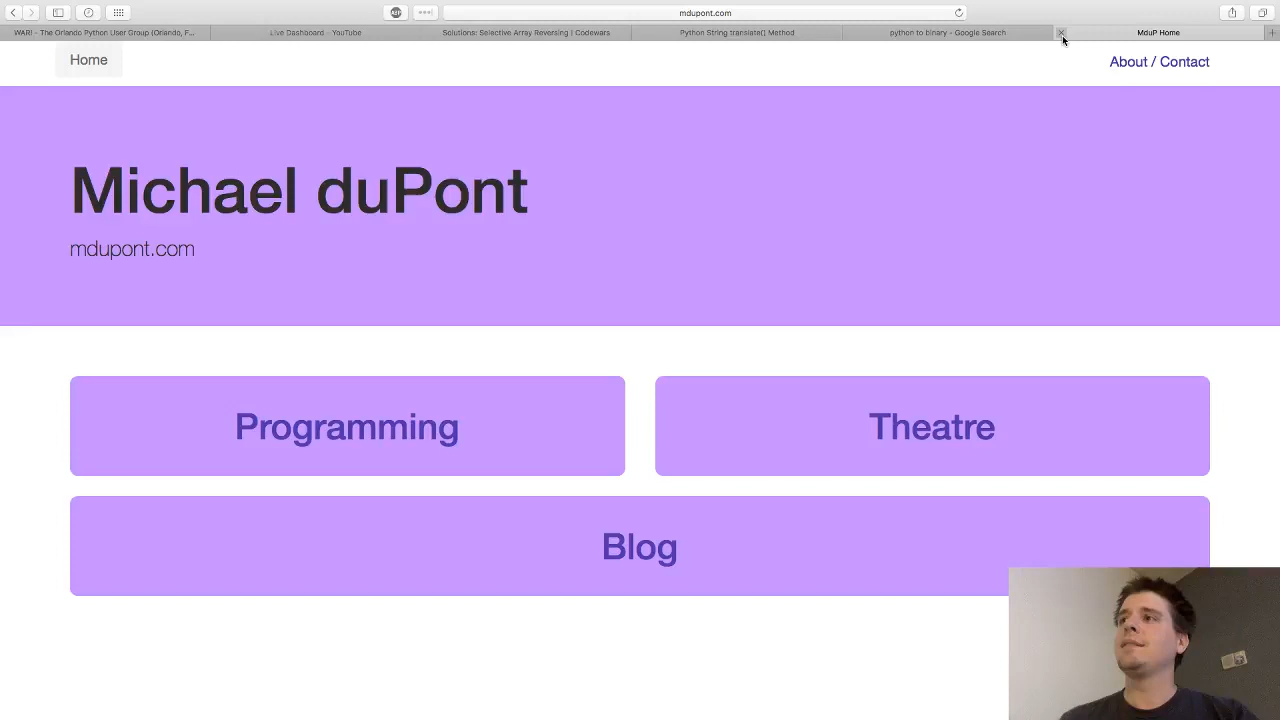 mdupont.com
WAR! - The Orlando Python User Group (Orlando, F...
Live Dashboard - YouTube
Solutions: Selective Array Reversing | Codewars
Python String translate() Method
python to binary - Google Search
MduP Home
Home
About / Contact
Michael duPont
mdupont.com
Programming
Theatre
Blog